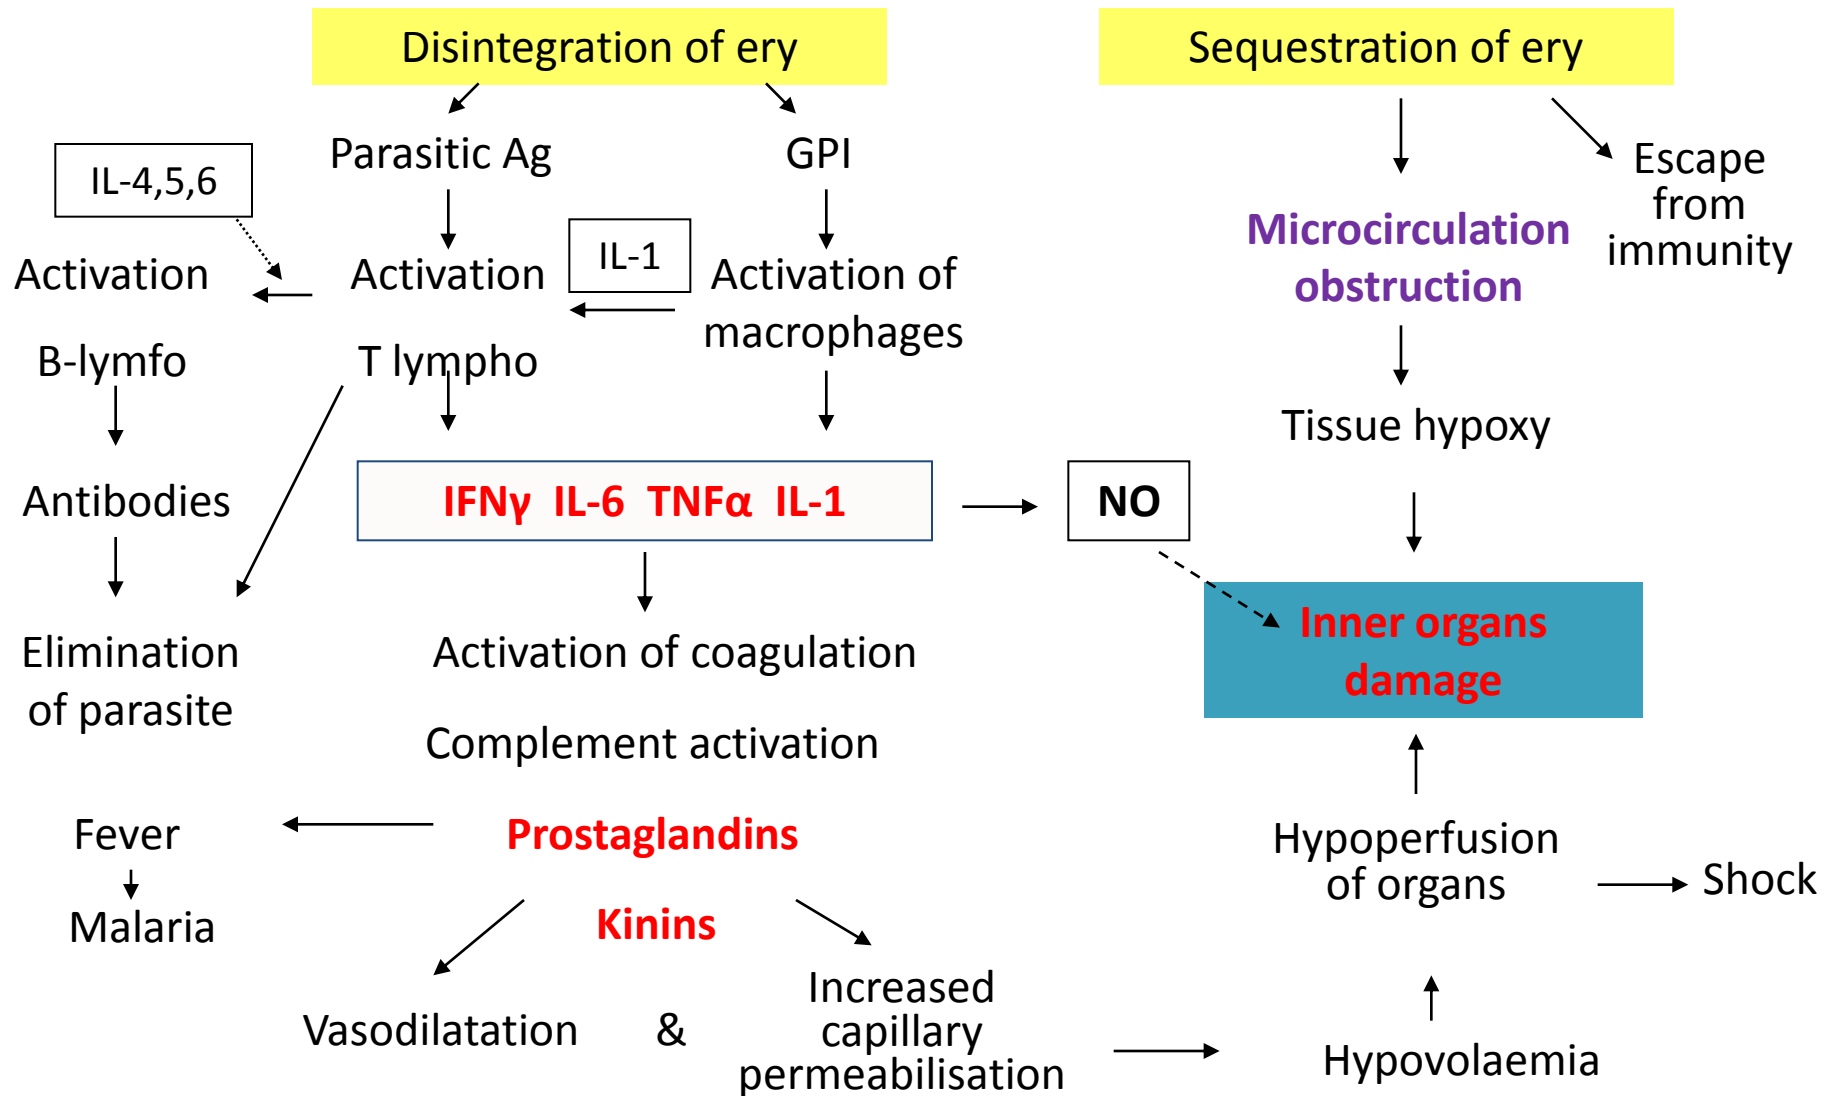 Disintegration of ery
Sequestration of ery
Parasitic Ag
GPI
Escape
from
immunity
IL-4,5,6
IL-1
Microcirculation
obstruction
Activation
B-lymfo
Activation
T lympho
Activation of
macrophages
Tissue hypoxy
Antibodies
IFNγ IL-6 TNFα IL-1
NO
Elimination
of parasite
Activation of coagulation
Inner organs
damage
Complement activation
Fever
Prostaglandins
Hypoperfusion
of organs
Shock
Malaria
Kinins
Vasodilatation
&
Increased
capillary
permeabilisation
Hypovolaemia